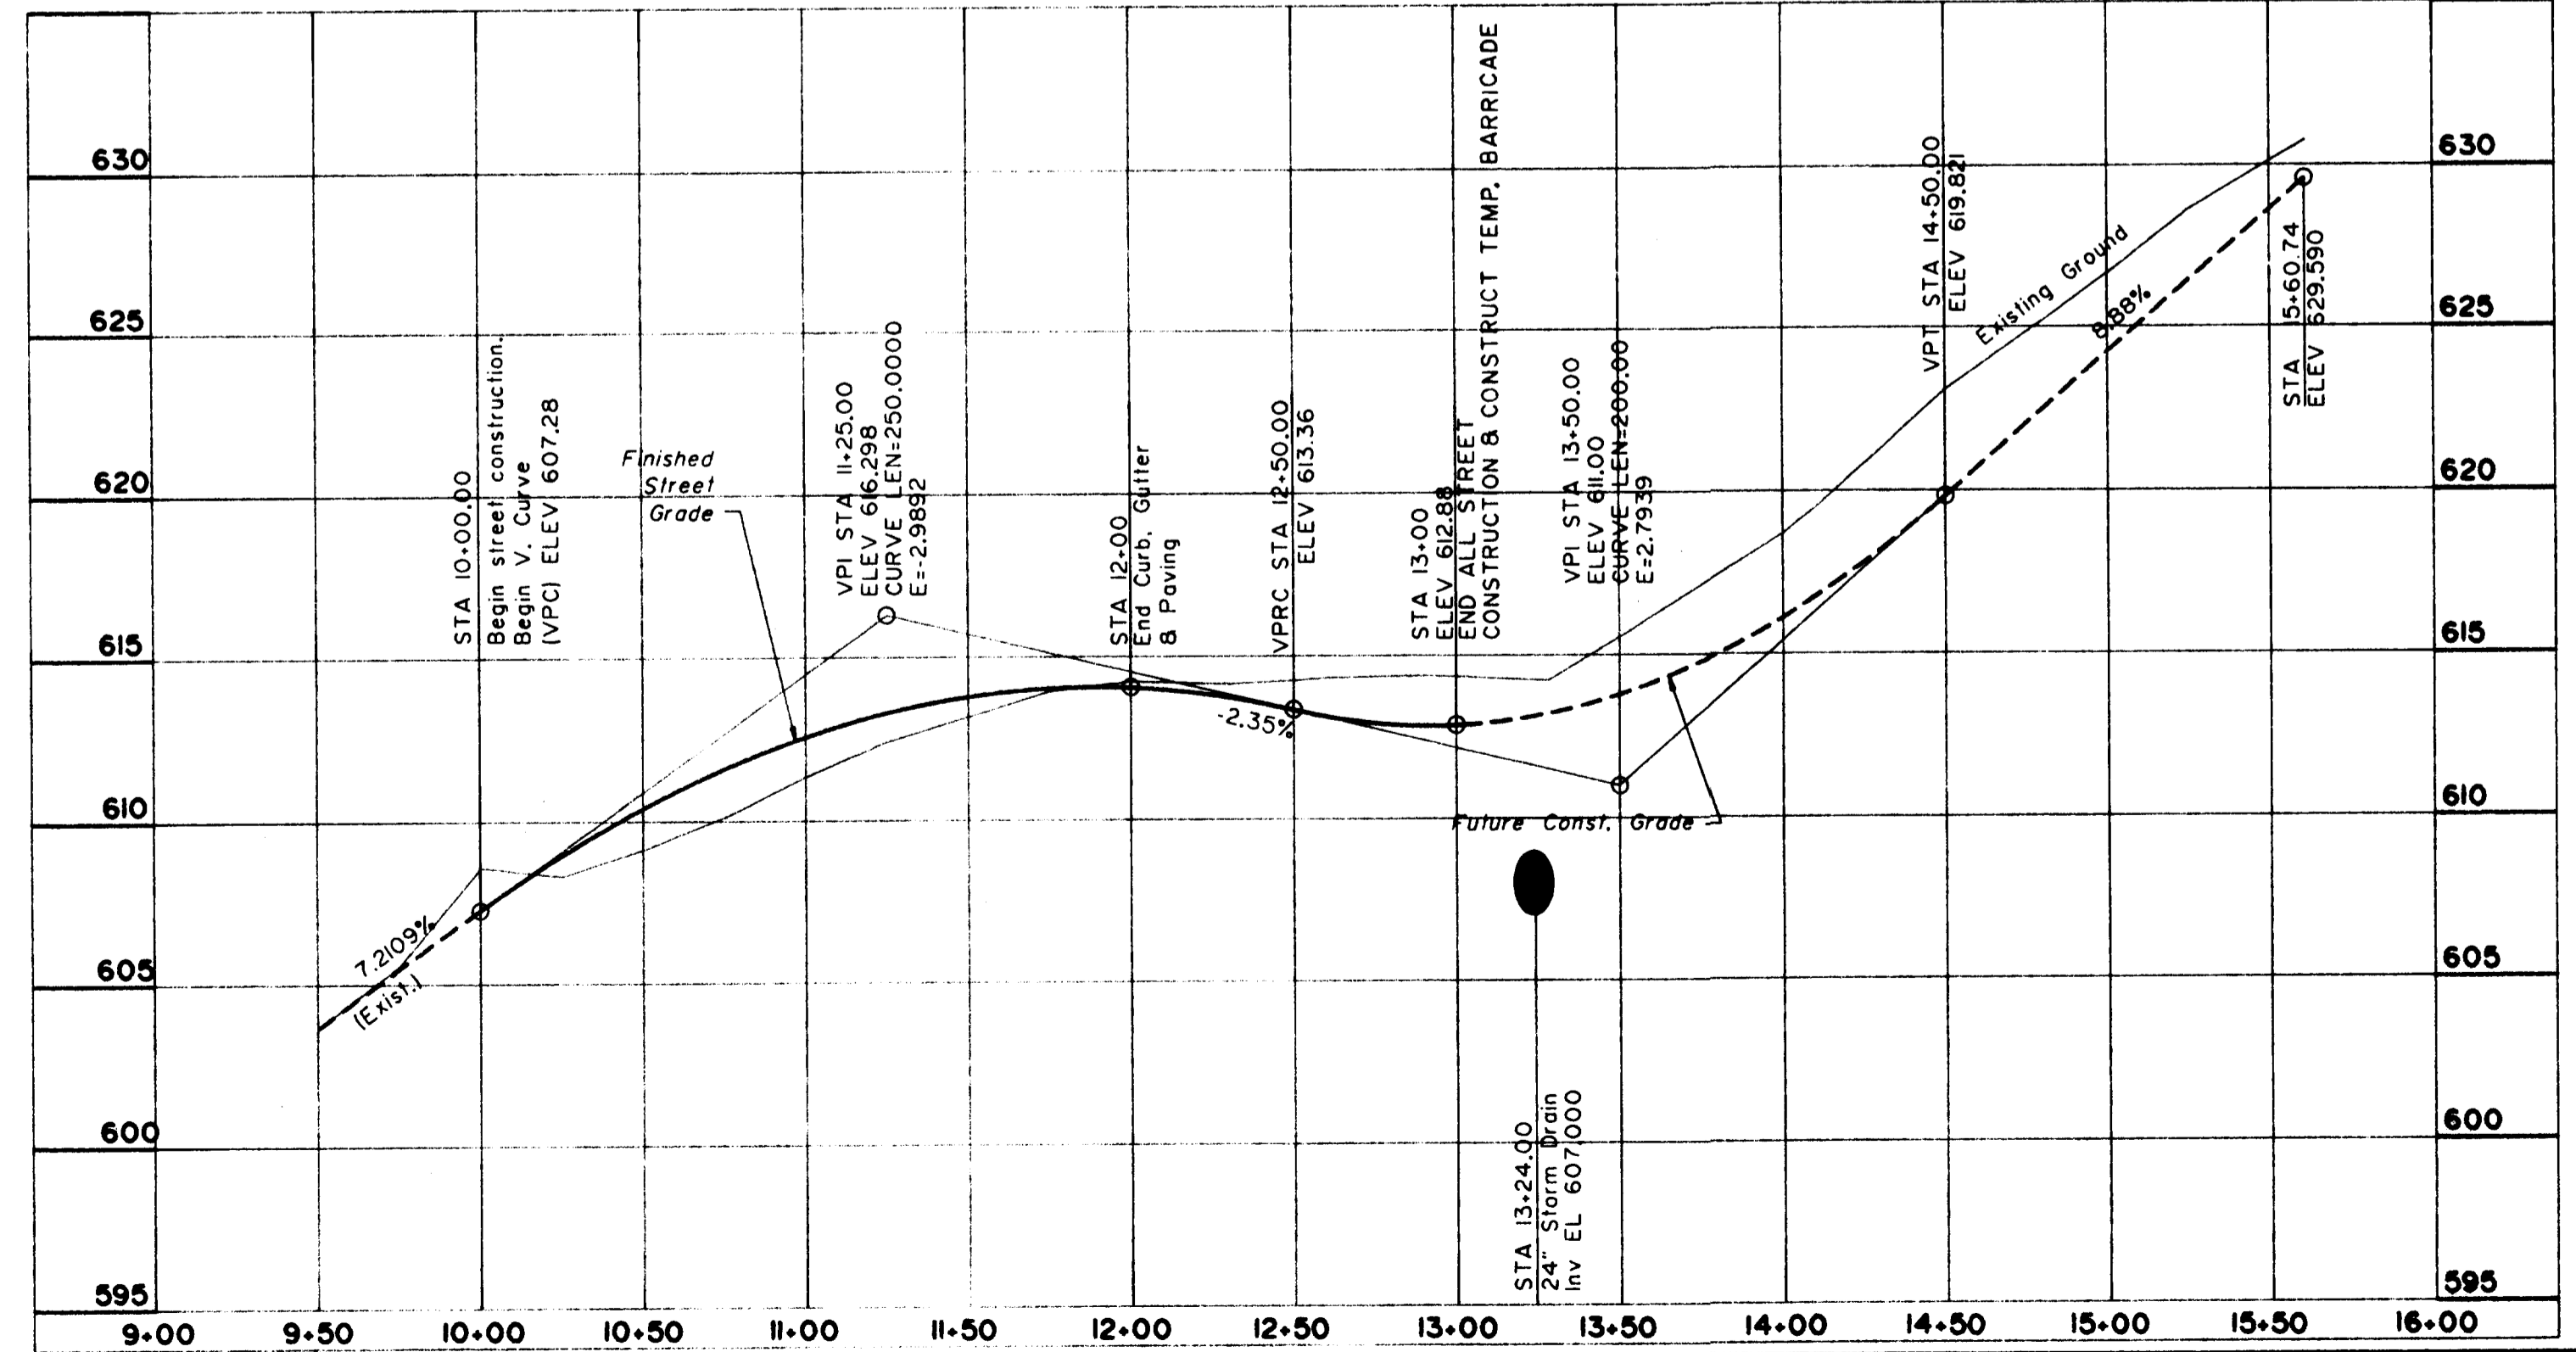 630
625
620
615
610
605
600
595
STA 10+00.00
Begin street construction.
Begin V. Curve
(VPC) ELEV 607.28
Finished
Street
Grade
VPI STA 11+25.00
ELEV 616.298
CURVE LEN=250.0000
E=-2.9892
STA 12+00
End Curb, Gutter
& Paving
VPRC STA 12+50.00
ELEV 613.36
STA 13+00
ELEV 612.88
END ALL STREET
CONSTRUCTION & CONSTRUCT TEMP. BARRICADE
VPI STA 13+50.00
ELEV 611.00
CURVE LEN=200.00
E=2.7939
VPT STA 14+50.00
ELEV 619.821
Existing Ground
8.88%
STA 15+60.74
ELEV 629.590
-2.35%
Future Const. Grade
7.2109%
(Exist.)
STA 13+24.00
24" Storm Drain
Inv EL 607.000
630
625
620
615
610
605
600
595
9+00 9+50 10+00 10+50 11+00 11+50 12+00 12+50 13+00 13+50 14+00 14+50 15+00 15+50 16+00